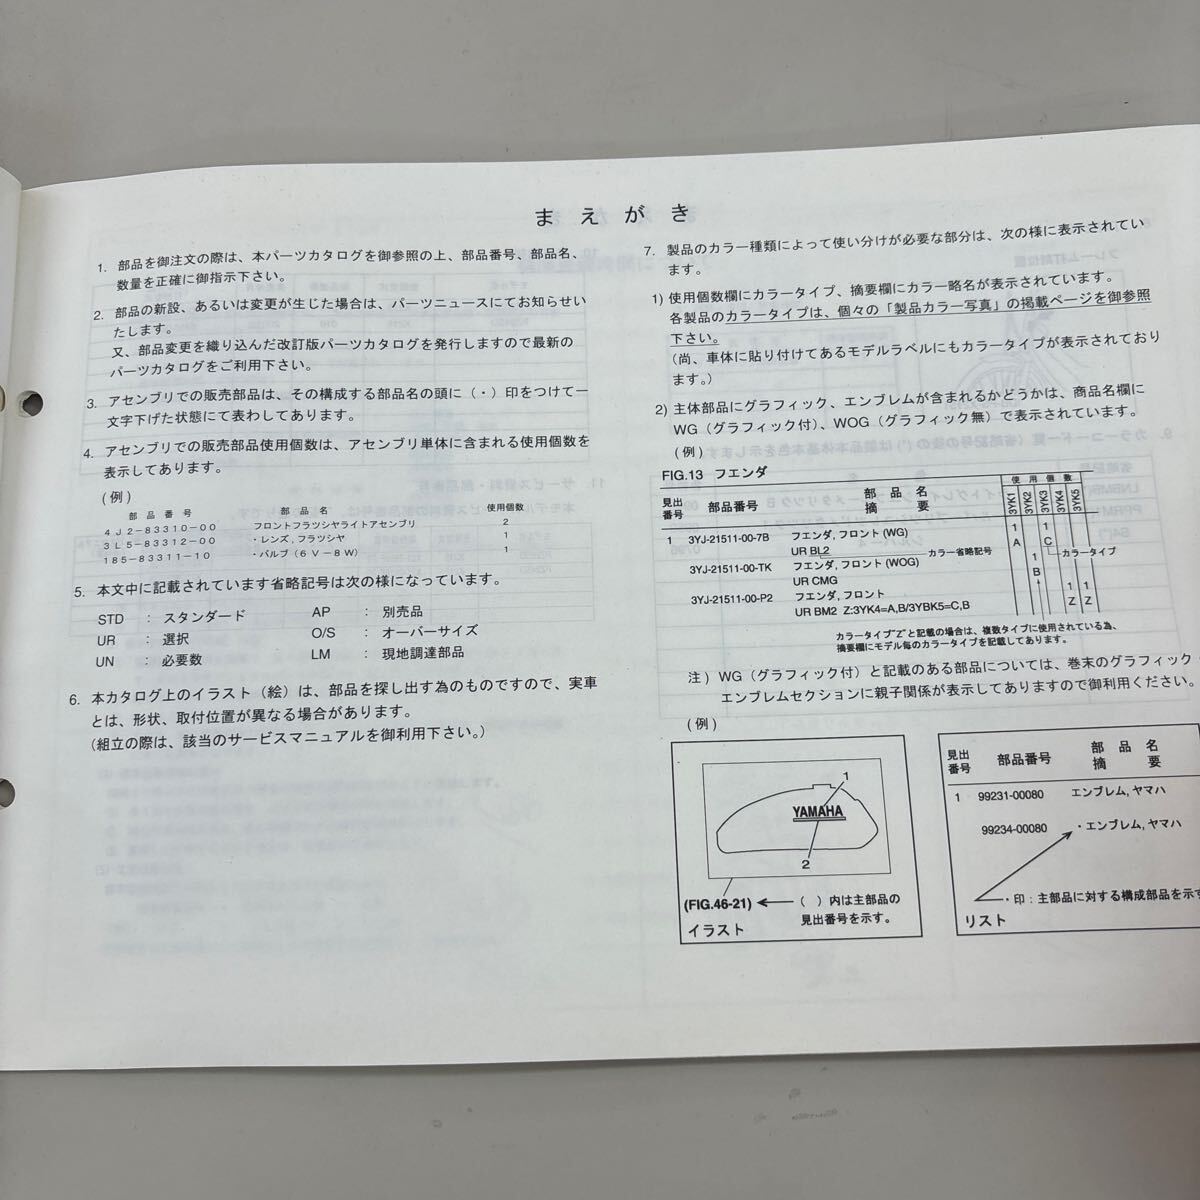 まえがき
1. 部品を御注文の際は、本パーツカタログを御参照の上、部品番号、部品名、
数量を正確に御指示下さい。
2. 部品の新設、あるいは変更が生じた場合は、パーツニュースにてお知らせい
たします。
又、部品変更を織り込んだ改訂版パーツカタログを発行しますので最新の
パーツカタログをご利用下さい。
3. アセンブリでの販売部品は、その構成する部品名の頭に(・)印をつけて一
文字下げた状態にて表わしてあります。
4. アセンブリでの販売部品使用個数は、アセンブリ単体に含まれる使用個数を
表示してあります。
(例)
部品番号 部品名 使用個数
4J2-83310-00 フロントフラツシヤライトアセンブリ 2
3L5-83312-00 ・レンズ, フラツシヤ 1
185-83311-10 ・バルブ(6V-8W) 1
5. 本文中に記載されています省略記号は次の様になっています。
STD : スタンダード AP : 別売品
UR : 選択 O/S : オーバーサイズ
UN : 必要数 LM : 現地調達部品
6. 本カタログ上のイラスト(絵)は、部品を探し出す為のものですので、実車
とは、形状、取付位置が異なる場合があります。
(組立の際は、該当のサービスマニュアルを御利用下さい。)
7. 製品のカラー種類によって使い分けが必要な部分は、次の様に表示されてい
ます。
1) 使用個数欄にカラータイプ、摘要欄にカラー略名が表示されています。
各製品のカラータイプは、個々の「製品カラー写真」の掲載ページを御参照
下さい。
(尚、車体に貼り付けてあるモデルラベルにもカラータイプが表示されており
ます。)
2) 主体部品にグラフィック、エンブレムが含まれるかどうかは、商品名欄に
WG(グラフィック付)、WOG(グラフィック無)で表示されています。
(例)
FIG.13 フエンダ
見出番号 部品番号 部品名 摘要 使用個数 3YK1 3YK2 3YK3 3YK4 3YK5
1 3YJ-21511-00-7B フエンダ, フロント (WG) 1 1
UR BL2 カラー省略記号 A C カラータイプ
3YJ-21511-00-TK フエンダ, フロント (WOG) 1
UR CMG B
3YJ-21511-00-P2 フエンダ, フロント 1 1
UR BM2 Z:3YK4=A,B/3YBK5=C,B Z Z
カラータイプ"Z"と記載の場合は、複数タイプに使用されている為、
摘要欄にモデル毎のカラータイプを記載してあります。
注) WG(グラフィック付)と記載のある部品については、巻末のグラフィック・
エンブレムセクションに親子関係が表示してありますので御利用ください。
(例)
1
YAMAHA
2
(FIG.46-21) ( )内は主部品の
見出番号を示す。
イラスト
見出番号 部品番号 部品名 摘要
1 99231-00080 エンブレム, ヤマハ
99234-00080 ・エンブレム, ヤマハ
・印:主部品に対する構成部品を示す
リスト